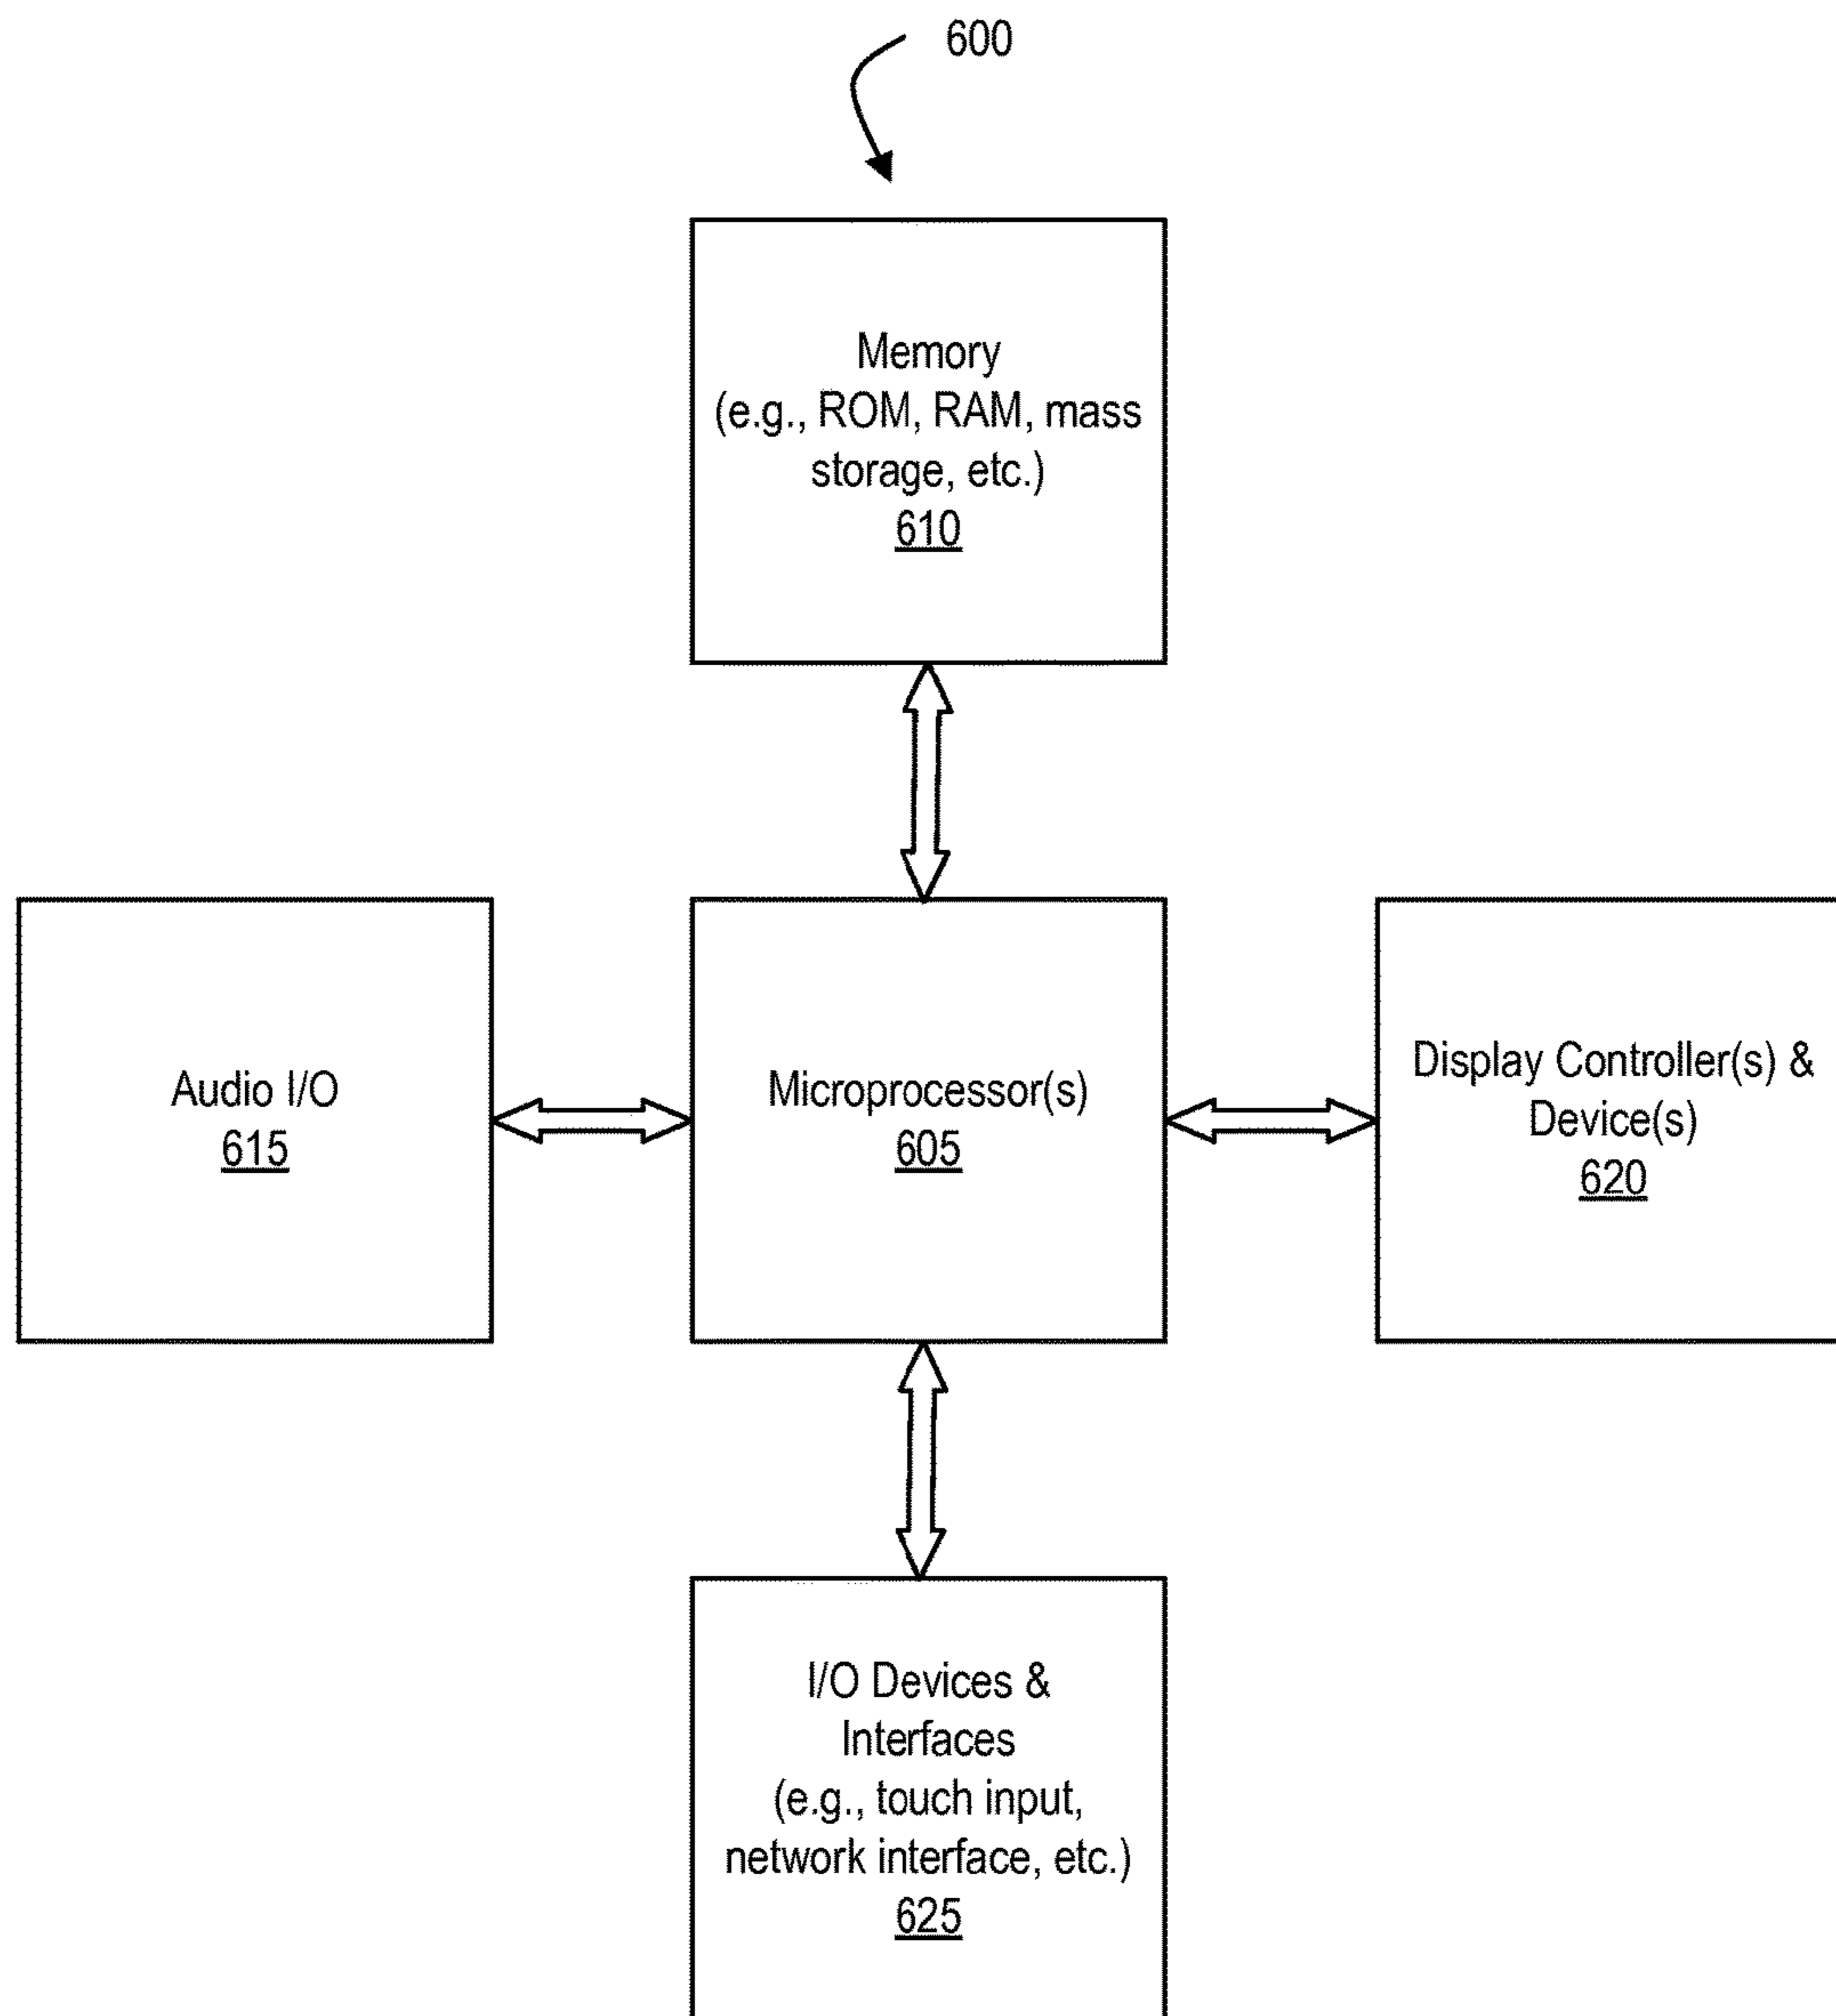 600
Memory
(e.g., ROM, RAM, mass
storage, etc.)
610
Audio I/O
615
Microprocessor(s)
605
Display Controller(s) &
Device(s)
620
I/O Devices &
Interfaces
(e.g., touch input,
network interface, etc.)
625